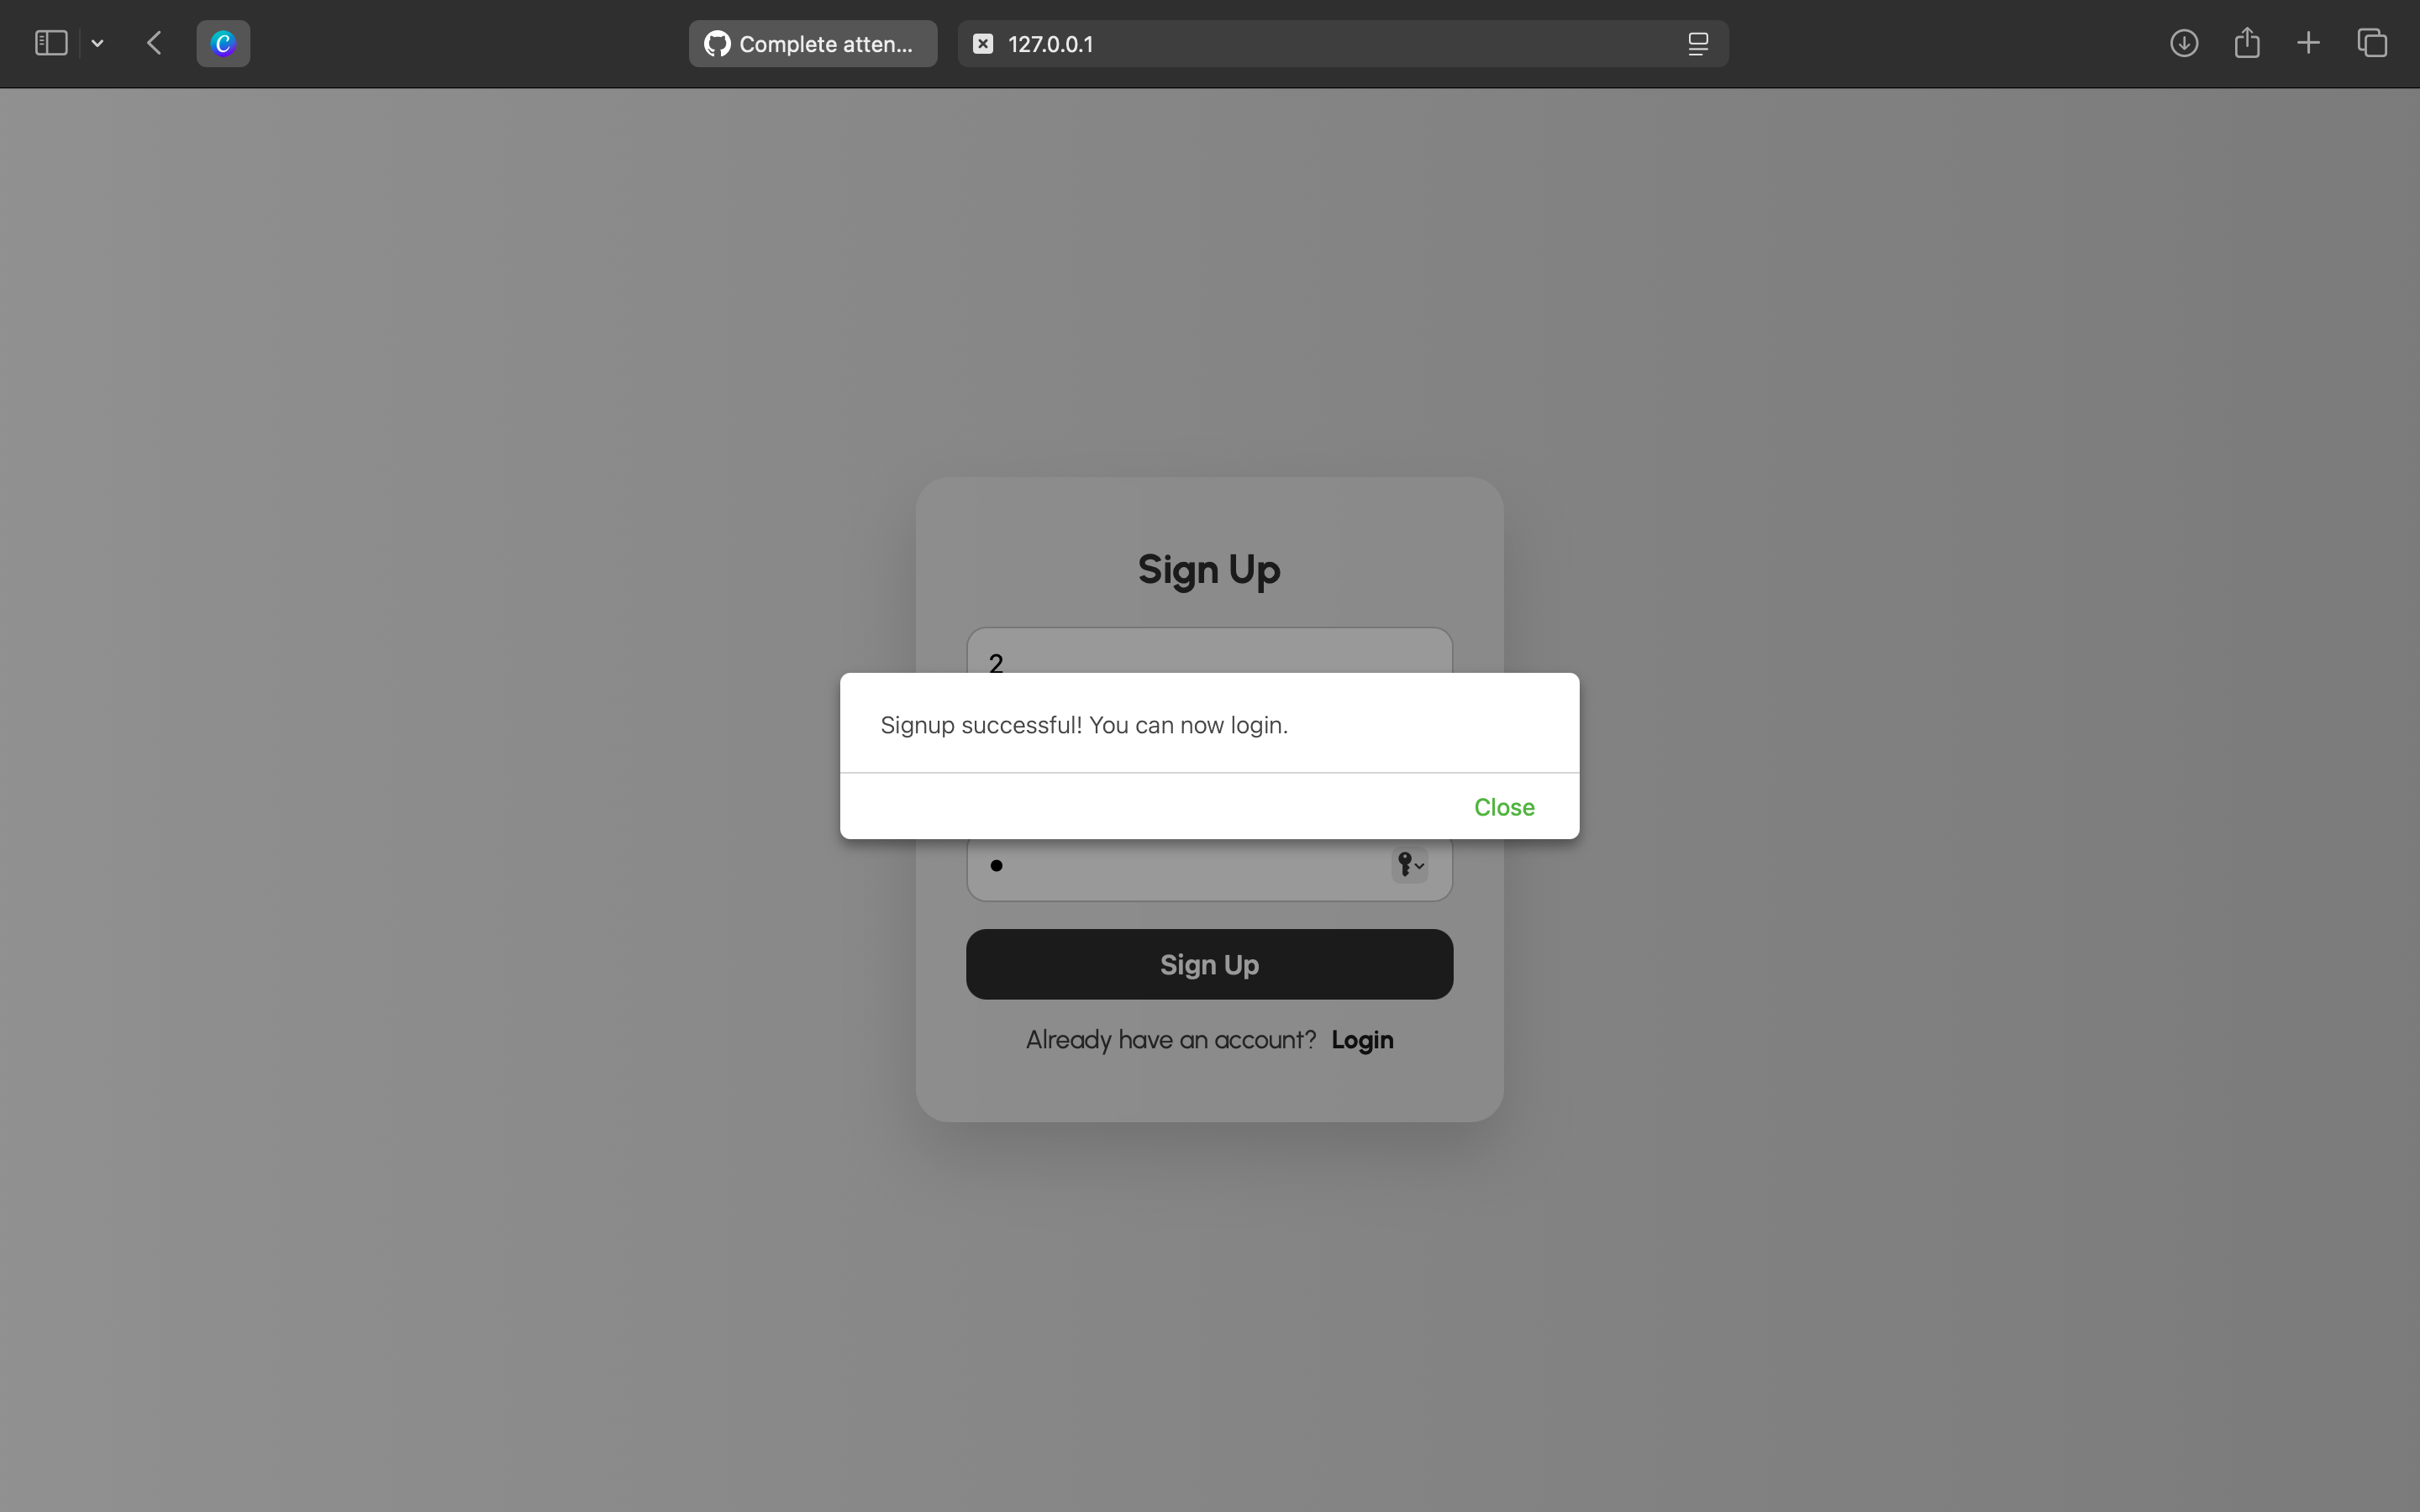 Complete atten...
127.0.0.1
Sign Up
2
Signup successful! You can now login.
Close
Sign Up
Already have an account? Login